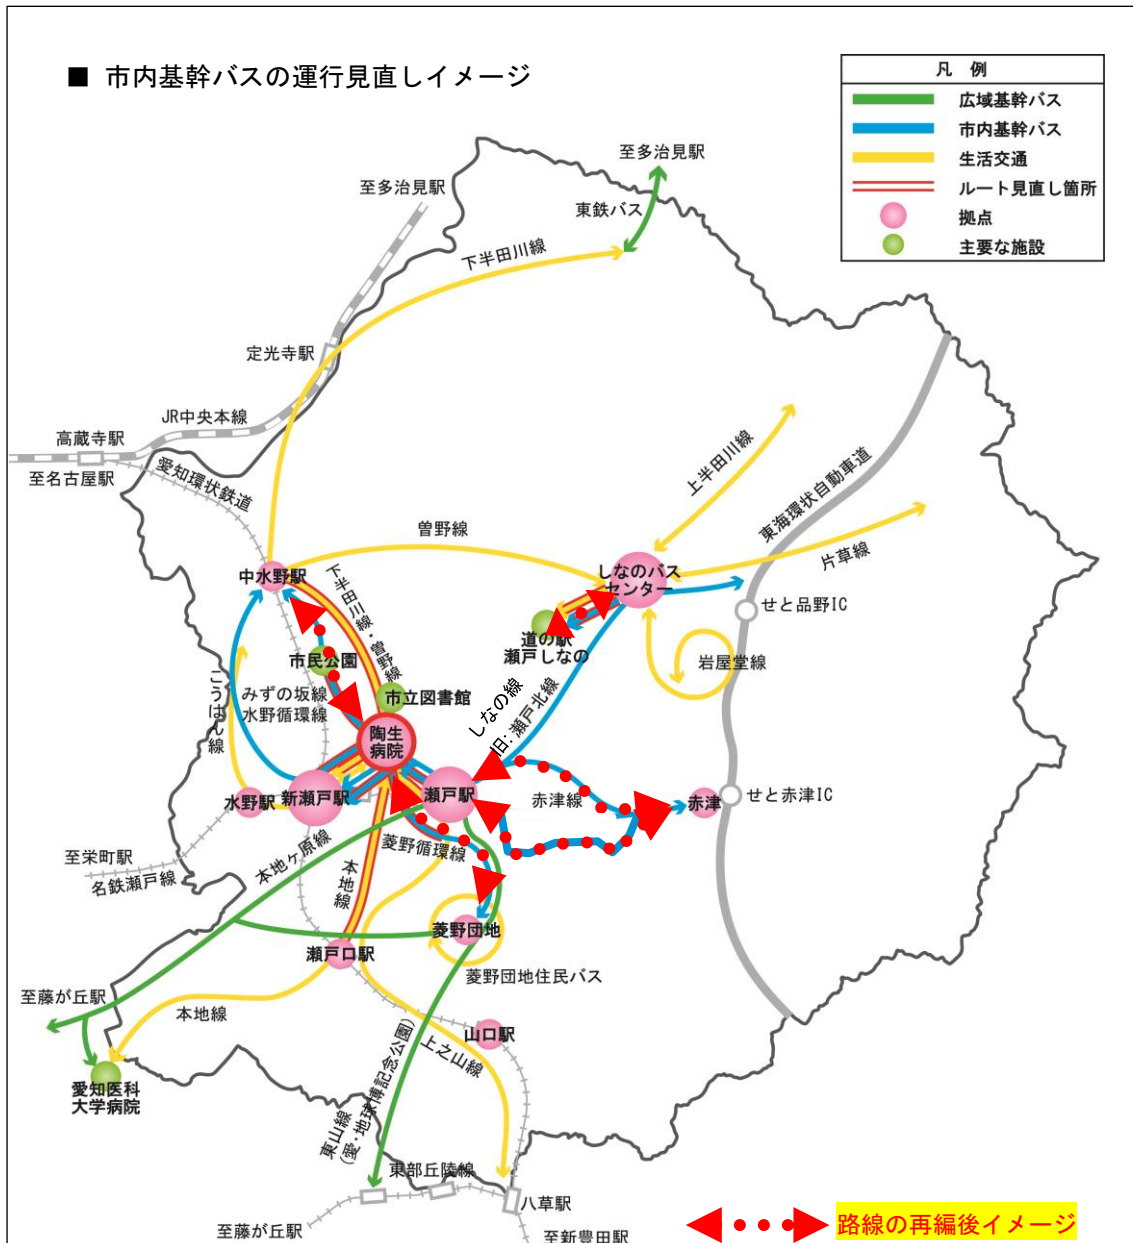 ■ 市内基幹バスの運行見直しイメージ
凡 例
広域基幹バス
市内基幹バス
生活交通
ルート見直し箇所
拠点
主要な施設
至多治見駅
至多治見駅
東鉄バス
下半田川線
定光寺駅
JR中央本線
高蔵寺駅
至名古屋駅
愛知環状鉄道
上半田川線
東海環状自動車道
曽野線
片草線
中水野駅
下半田川線・曽野線
しなのバス
センター
せと品野IC
道の駅
瀬戸しなの
岩屋堂線
市民公園
こうはん線
みずの坂線
水野循環線
市立図書館
しなの線
旧:瀬戸北線
陶生
病院
水野駅
新瀬戸駅
瀬戸駅
赤津線
赤津
せと赤津IC
至栄町駅
名鉄瀬戸線
本地ヶ原線
本地線
菱野循環線
菱野団地
瀬戸口駅
菱野団地住民バス
至藤が丘駅
本地線
山口駅
上之山線
愛知医科
大学病院
東山線
(愛・地球博記念公園)
東部丘陵線
八草駅
至藤が丘駅
至新豊田駅
路線の再編後イメージ